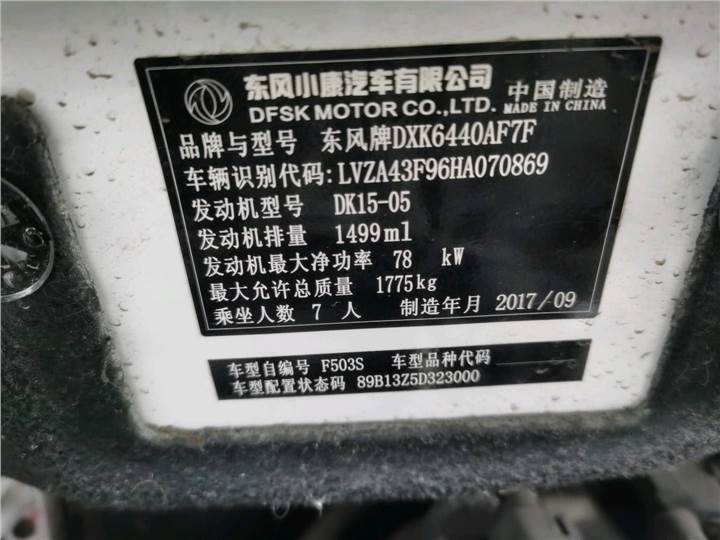 东风小康汽车有限公司 中国制造
DFSK MOTOR CO.,LTD. MADE IN CHINA
品牌与型号 东风牌DXK6440AF7F
车辆识别代码:LVZA43F96HA070869
发动机型号 DK15-05
发动机排量 1499ml
发动机最大净功率 78 kW
最大允许总质量 1775kg
乘坐人数 7 人 制造年月 2017/09
车型自编号 F503S 车型品种代码
车型配置状态码 89B13Z5D323000